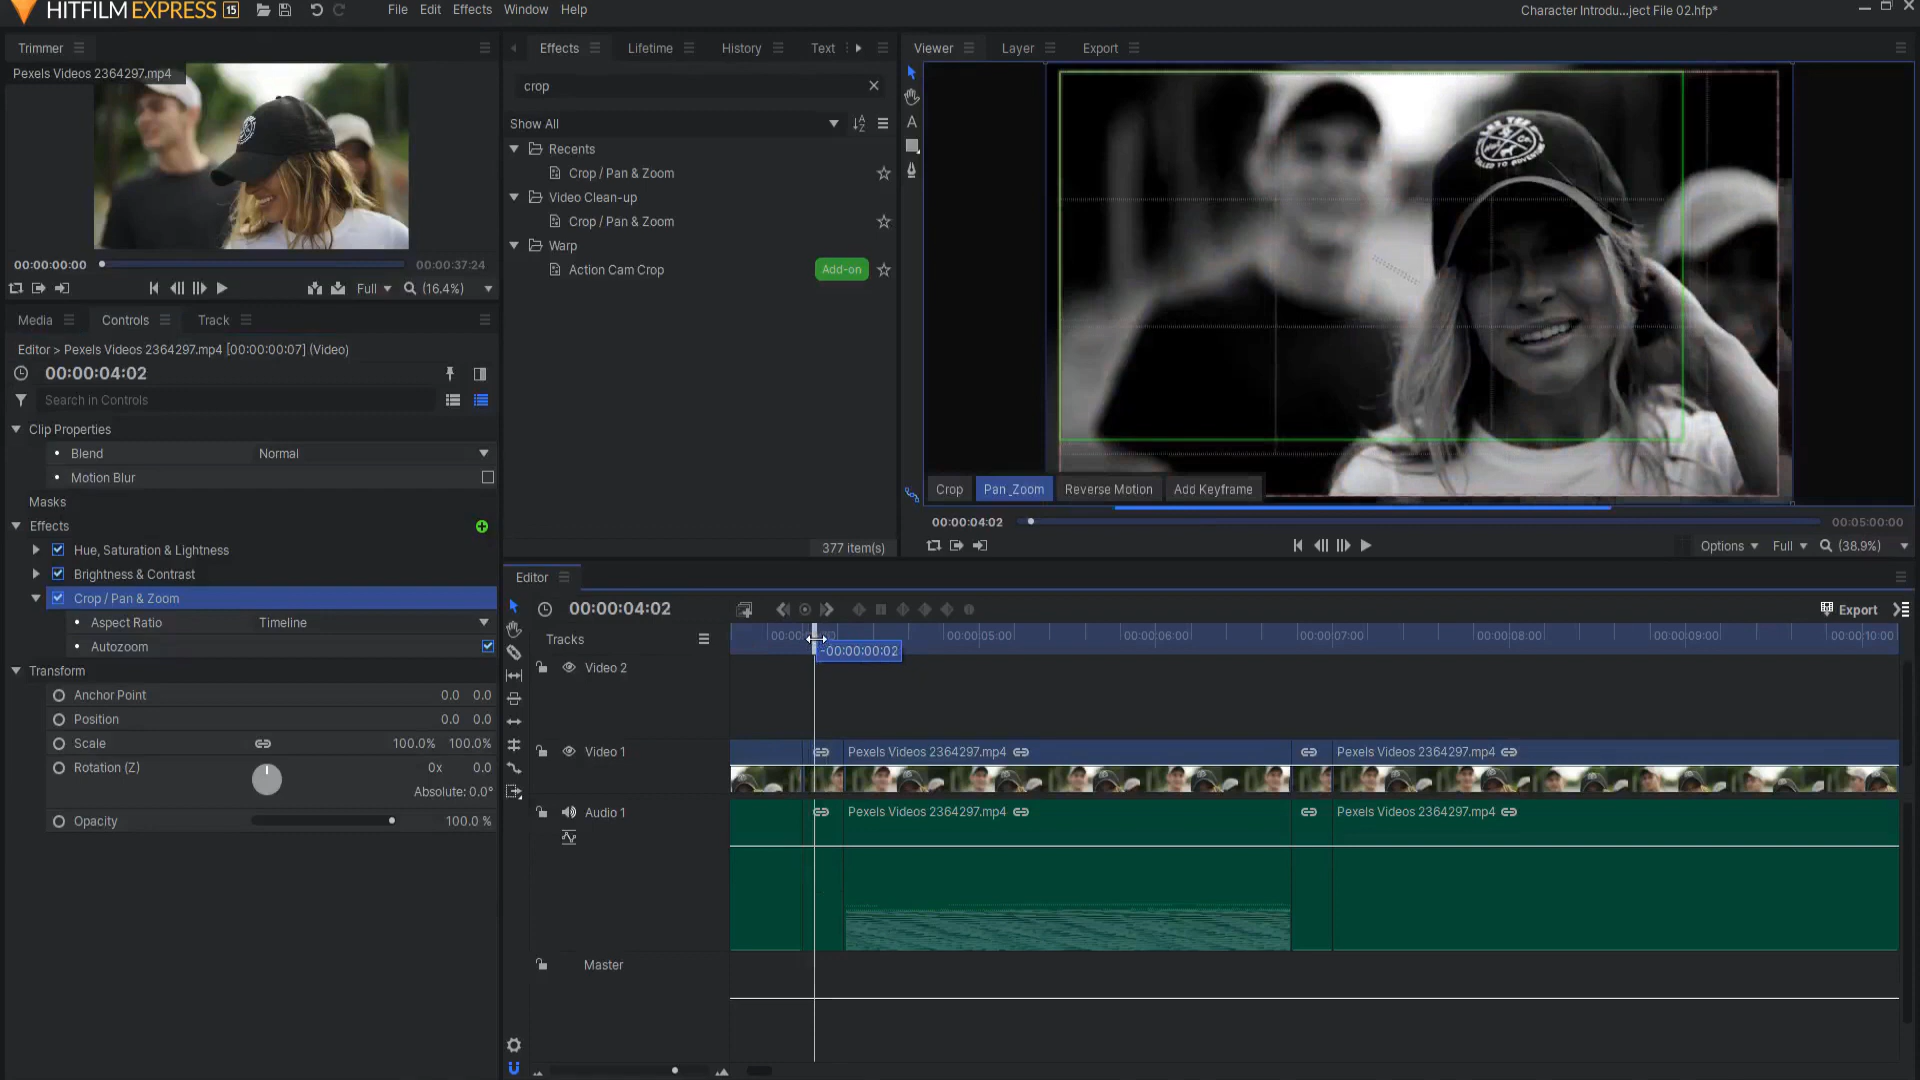 HITFILM EXPRESS 15
File Edit Effects Window Help
Character Introdu...ject File 02.hfp*
Trimmer
Pexels Videos 2364297.mp4
00:00:00:00
00:00:37:24
Full
(16.4%)
Media Controls Track
Editor > Pexels Videos 2364297.mp4 [00:00:00:07] (Video)
00:00:04:02
Search in Controls
Clip Properties
Blend Normal
Motion Blur
Masks
Effects
Hue, Saturation & Lightness
Brightness & Contrast
Crop / Pan & Zoom
Aspect Ratio Timeline
Autozoom
Transform
Anchor Point 0.0 0.0
Position 0.0 0.0
Scale 100.0% 100.0%
Rotation (Z) 0x 0.0
Absolute: 0.0°
Opacity 100.0 %
Effects Lifetime History Text
crop
Show All
Recents
Crop / Pan & Zoom
Video Clean-up
Crop / Pan & Zoom
Warp
Action Cam Crop Add-on
377 item(s)
Viewer Layer Export
CALLED TO ADVENTURE
Crop Pan_Zoom Reverse Motion Add Keyframe
00:00:04:02
00:05:00:00
Options Full (38.9%)
Editor
00:00:04:02
Export
Tracks
00:00:05:00 00:00:06:00 00:00:07:00 00:00:08:00 00:00:09:00 00:00:10:00
-00:00:00:02
Video 2
Video 1
Pexels Videos 2364297.mp4
Pexels Videos 2364297.mp4
Audio 1
Pexels Videos 2364297.mp4
Pexels Videos 2364297.mp4
Master